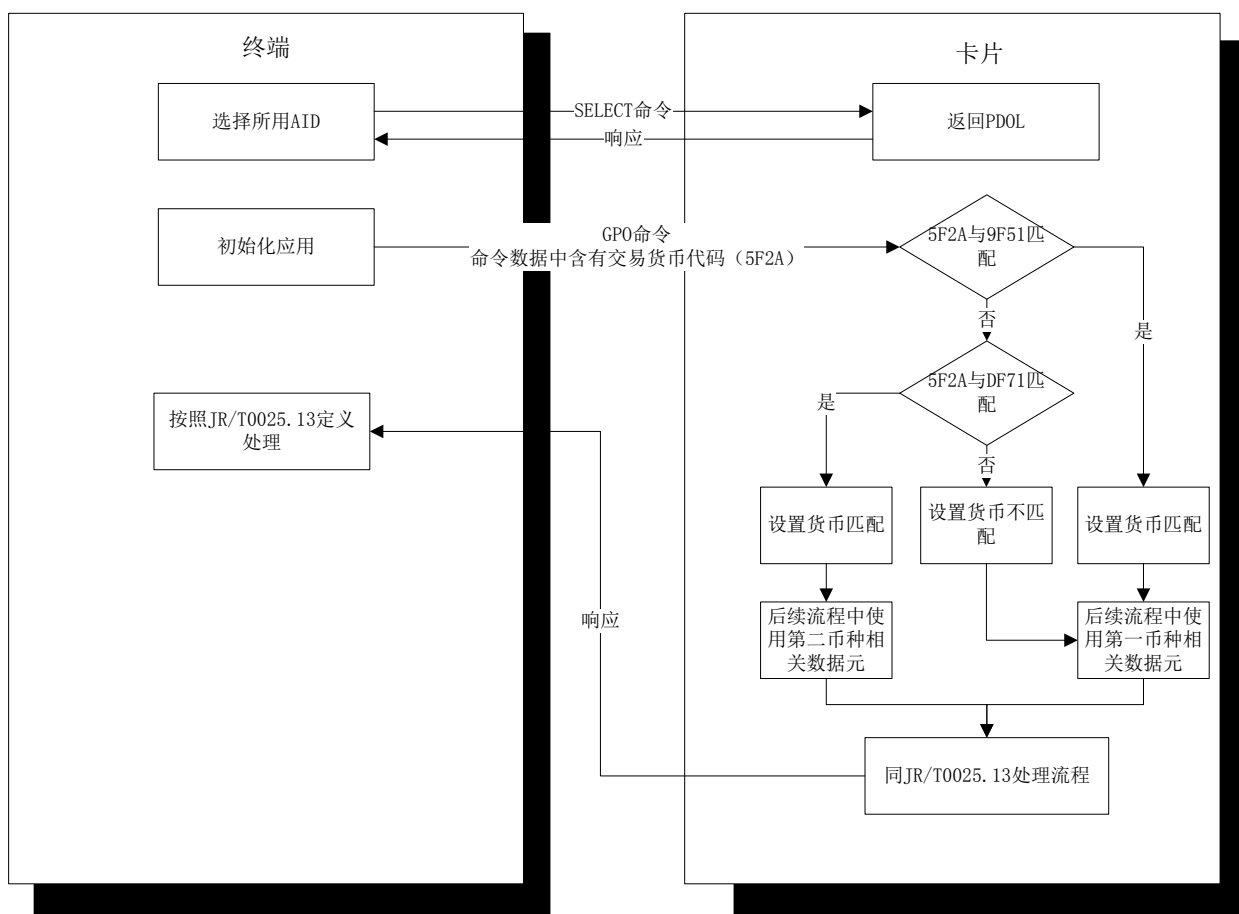 终端
卡片
选择所用AID
SELECT命令
响应
返回PDOL
初始化应用
GPO命令
命令数据中含有交易货币代码（5F2A）
5F2A与9F51匹
配
否
是
5F2A与DF71匹
配
是
否
按照JR/T0025.13定义
处理
设置货币匹配
设置货币不匹
配
设置货币匹配
响应
后续流程中使
用第二币种相
关数据元
后续流程中使
用第一币种相
关数据元
同JR/T0025.13处理流程